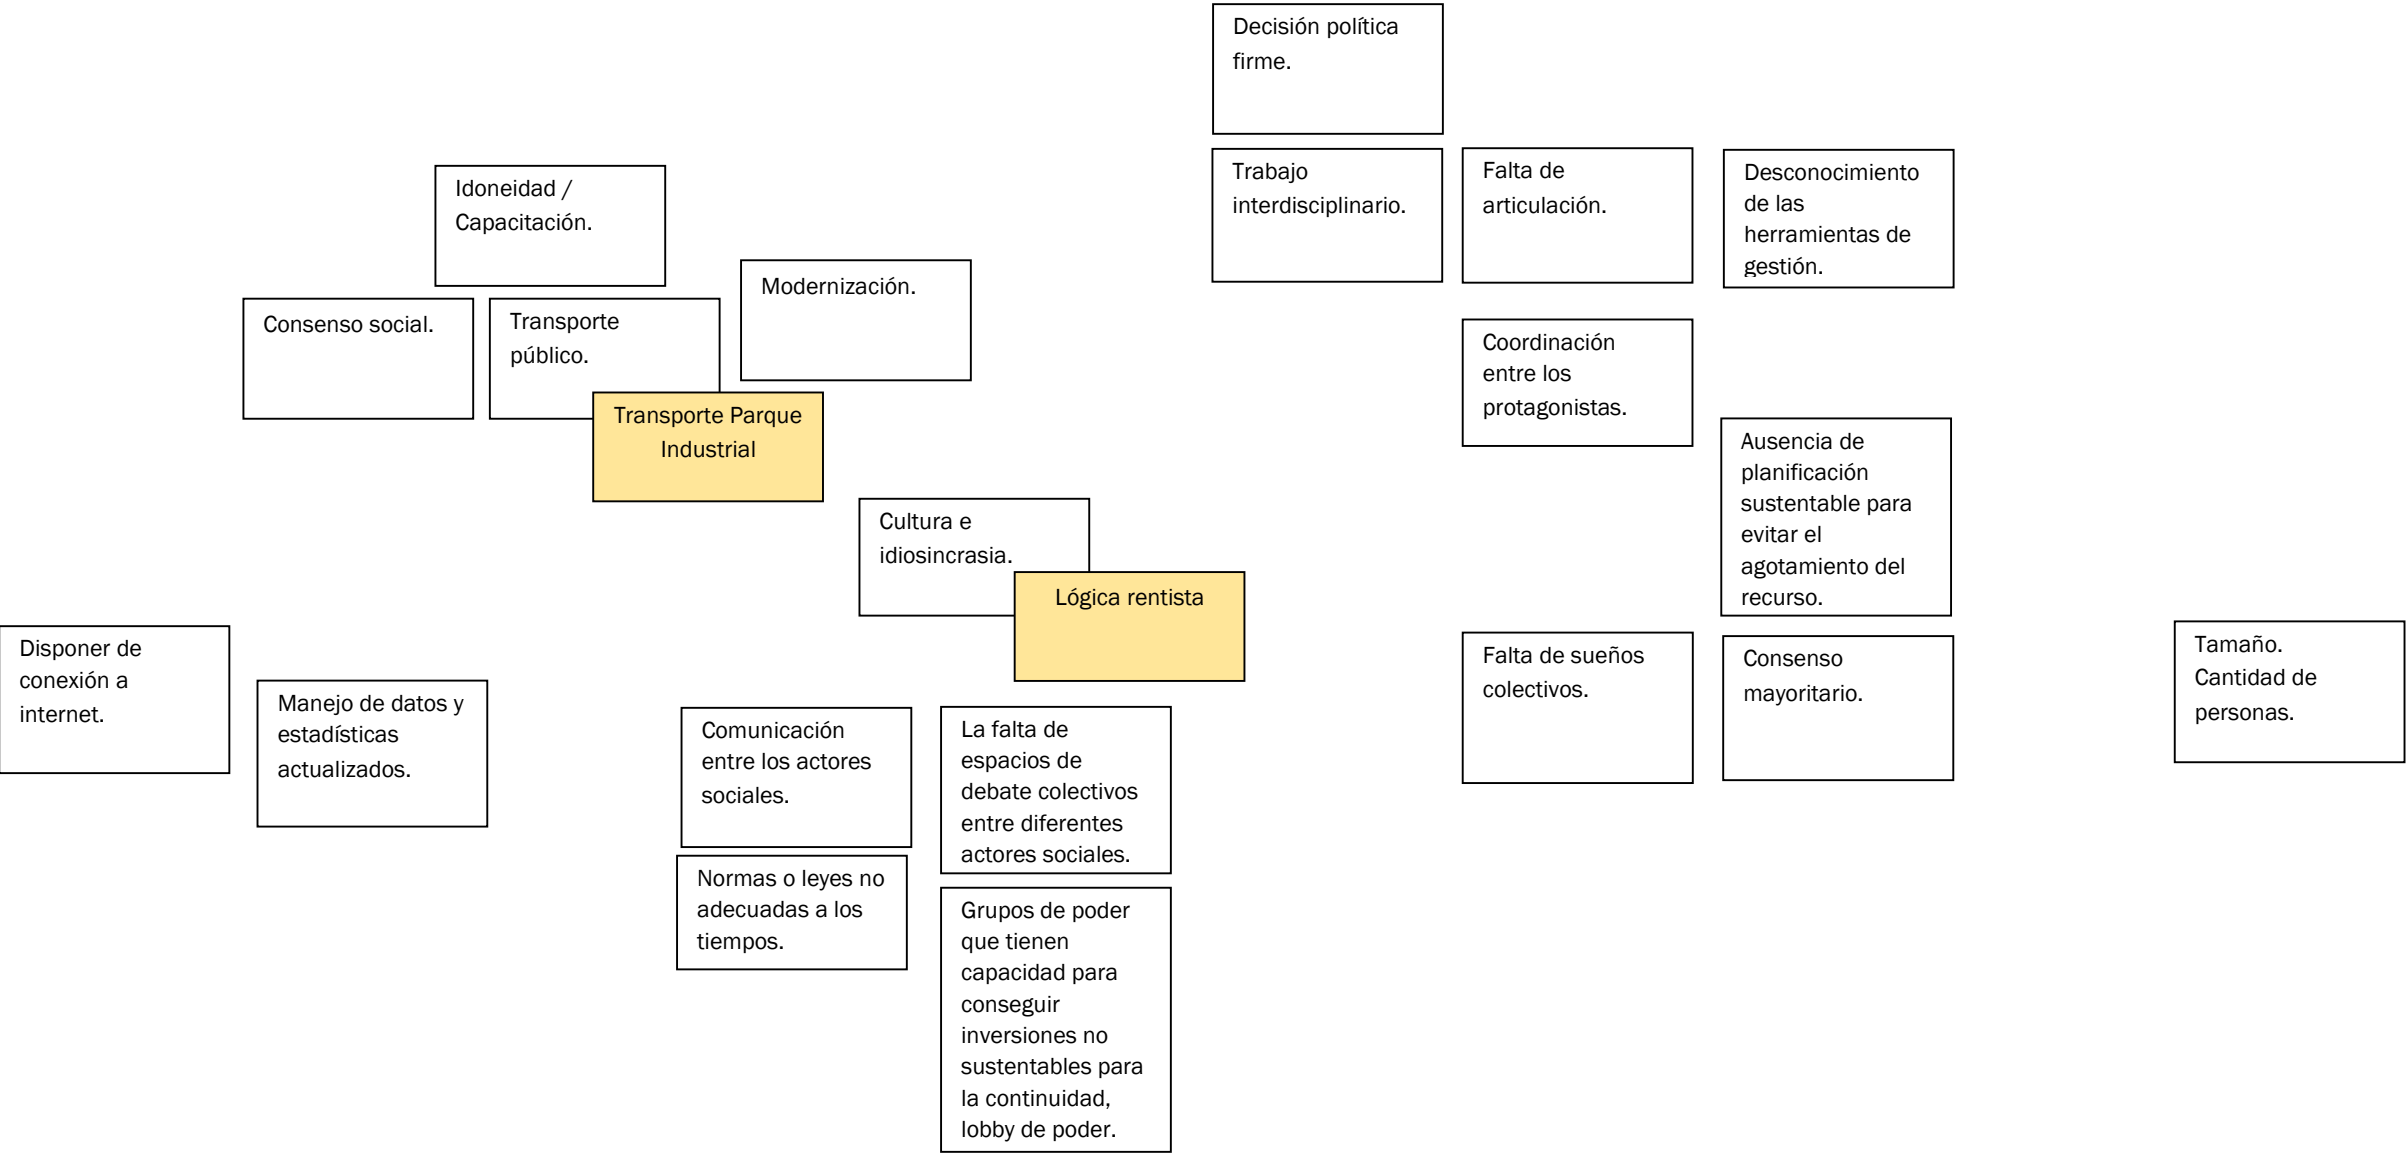 Decisión política
firme.
Trabajo
interdisciplinario.
Falta de
articulación.
Desconocimiento
de las
herramientas de
gestión.
Idoneidad /
Capacitación.
Modernización.
Consenso social.
Transporte
público.
Transporte Parque
Industrial
Coordinación
entre los
protagonistas.
Ausencia de
planificación
sustentable para
evitar el
agotamiento del
recurso.
Cultura e
idiosincrasia.
Lógica rentista
Disponer de
conexión a
internet.
Manejo de datos y
estadísticas
actualizados.
Comunicación
entre los actores
sociales.
La falta de
espacios de
debate colectivos
entre diferentes
actores sociales.
Falta de sueños
colectivos.
Consenso
mayoritario.
Tamaño.
Cantidad de
personas.
Normas o leyes no
adecuadas a los
tiempos.
Grupos de poder
que tienen
capacidad para
conseguir
inversiones no
sustentables para
la continuidad,
lobby de poder.